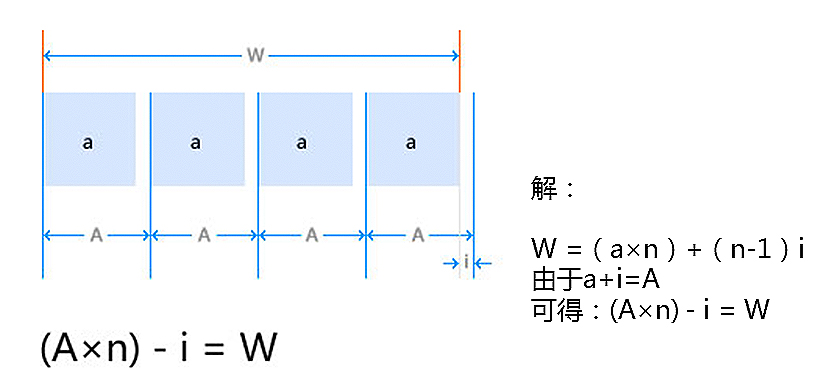 W
a a a a
A A A A
i
(A×n) - i = W
解：
W =（a×n）+（n-1）i
由于a+i=A
可得：(A×n) - i = W